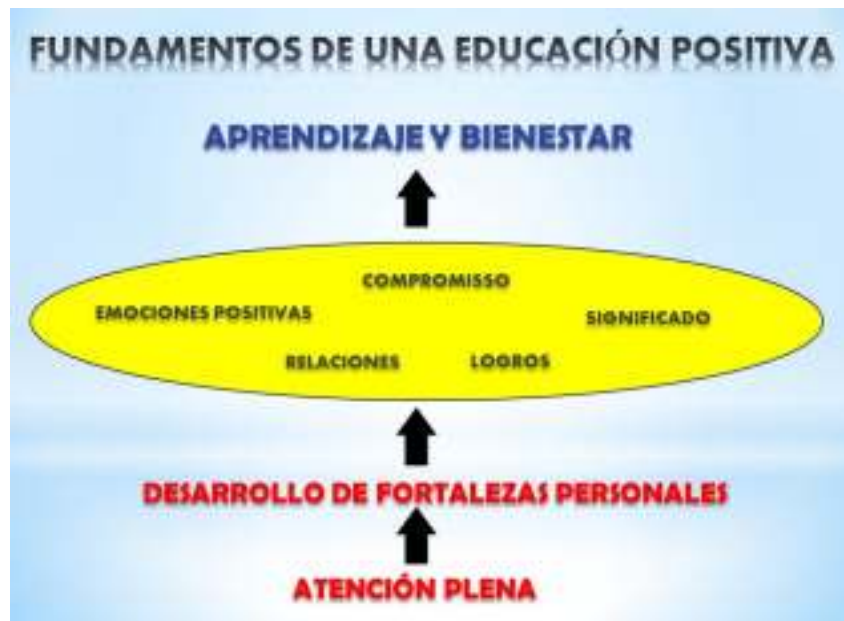 FUNDAMENTOS DE UNA EDUCACIÓN POSITIVA
APRENDIZAJE Y BIENESTAR
COMPROMISSO
EMOCIONES POSITIVAS
SIGNIFICADO
RELACIONES
LOGROS
DESARROLLO DE FORTALEZAS PERSONALES
ATENCIÓN PLENA